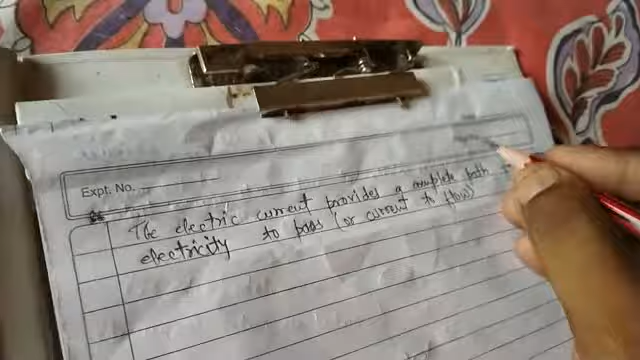 Expt. No.
The electric current provides a complete path
electricity to pass (or current to flow)